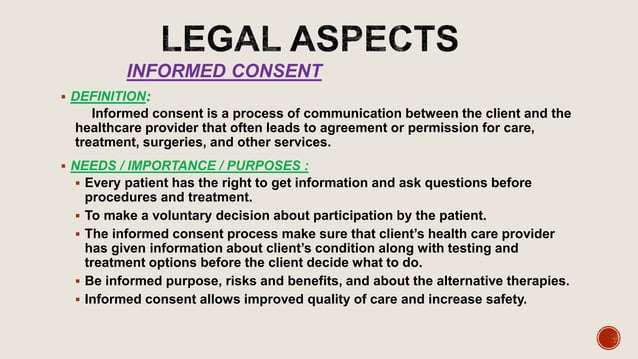 LEGAL ASPECTS
INFORMED CONSENT
▪ DEFINITION:
Informed consent is a process of communication between the client and the
healthcare provider that often leads to agreement or permission for care,
treatment, surgeries, and other services.
▪ NEEDS / IMPORTANCE / PURPOSES :
▪ Every patient has the right to get information and ask questions before
procedures and treatment.
▪ To make a voluntary decision about participation by the patient.
▪ The informed consent process make sure that client's health care provider
has given information about client's condition along with testing and
treatment options before the client decide what to do.
▪ Be informed purpose, risks and benefits, and about the alternative therapies.
▪ Informed consent allows improved quality of care and increase safety.